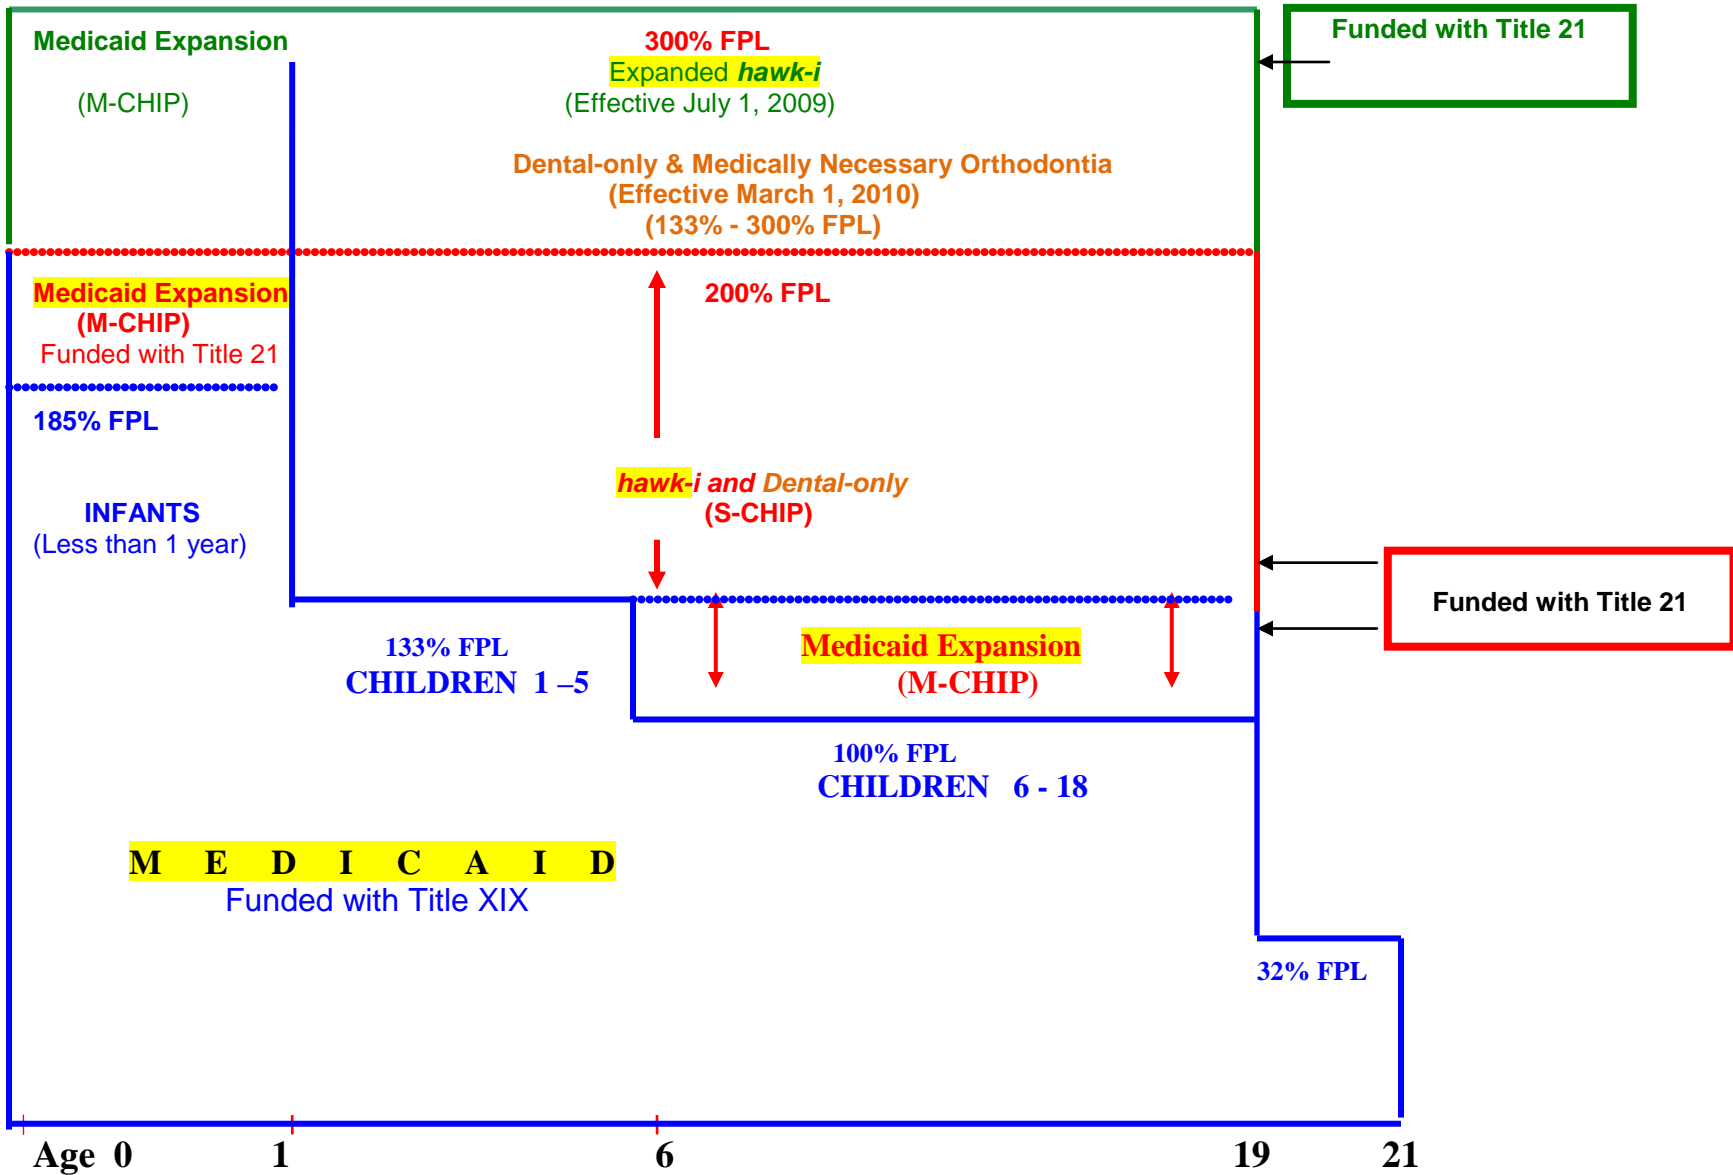 Medicaid Expansion
(M-CHIP)
300% FPL
Expanded hawk-i
(Effective July 1, 2009)
Funded with Title 21
Dental-only & Medically Necessary Orthodontia
(Effective March 1, 2010)
(133% - 300% FPL)
Medicaid Expansion
(M-CHIP)
Funded with Title 21
200% FPL
185% FPL
INFANTS
(Less than 1 year)
hawk-i and Dental-only
(S-CHIP)
Funded with Title 21
133% FPL
CHILDREN 1 –5
Medicaid Expansion
(M-CHIP)
100% FPL
CHILDREN 6 - 18
M E D I C A I D
Funded with Title XIX
32% FPL
Age 0 1 6 19 21